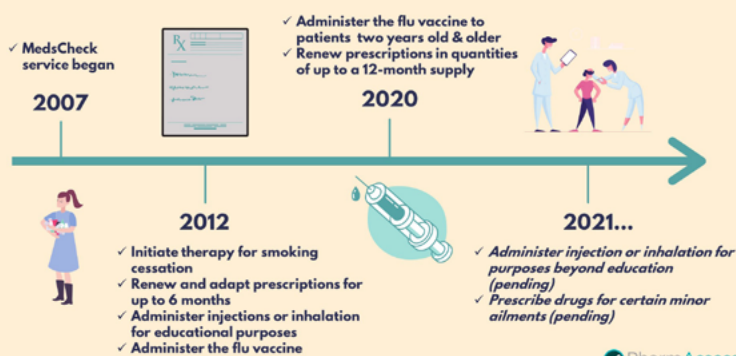 ✓ MedsCheck
service began
2007
Rx
✓ Administer the flu vaccine to
patients two years old & older
✓ Renew prescriptions in quantities
of up to a 12-month supply
2020
2012
✓ Initiate therapy for smoking
cessation
✓ Renew and adapt prescriptions for
up to 6 months
✓ Administer injections or inhalation
for educational purposes
✓ Administer the flu vaccine
2021...
✓ Administer injection or inhalation for
purposes beyond education
(pending)
✓ Prescribe drugs for certain minor
ailments (pending)